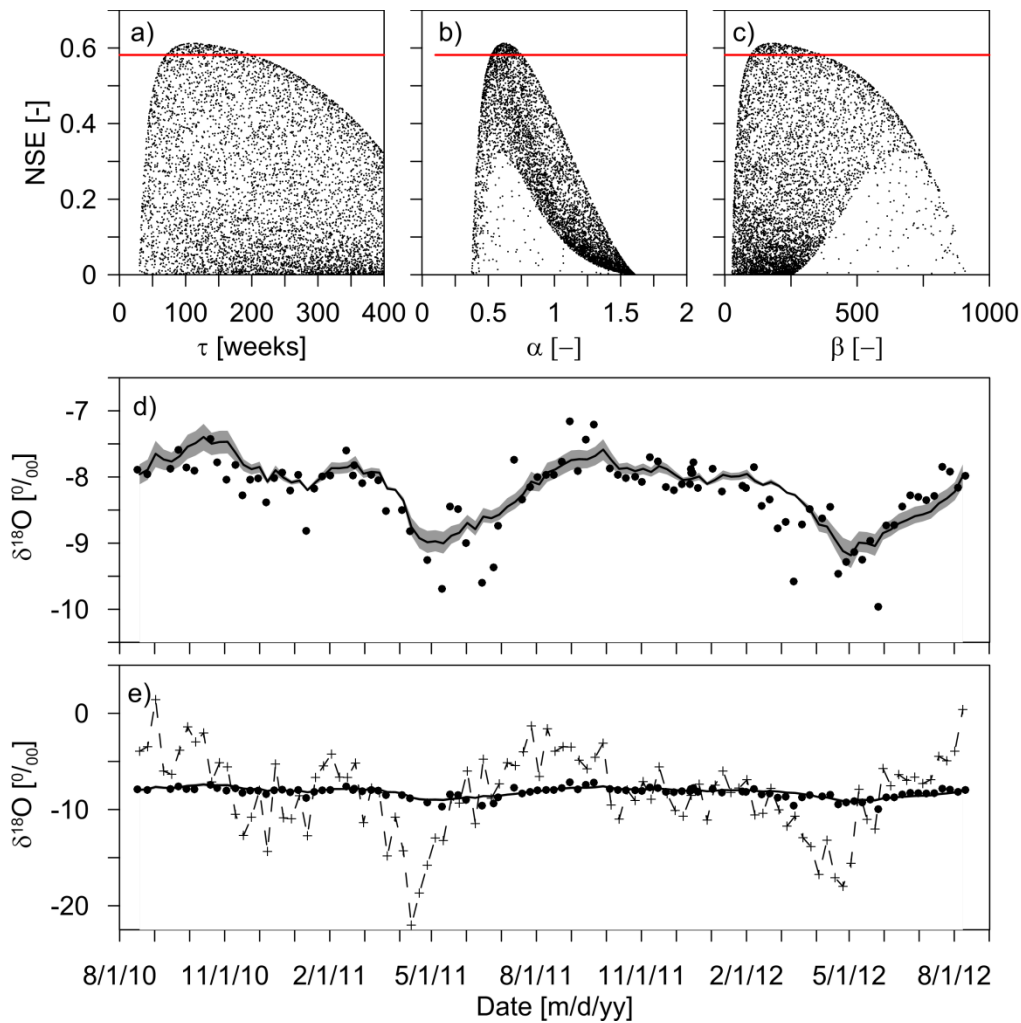 a) b) c)
0.6
0.4
0.2
0
NSE [-]
0 100 200 300 400 0 0.5 1 1.5 2 0 500 1000
τ [weeks] α [−] β [−]
d)
-7
-8
-9
-10
δ18O [0/00]
e)
0
-10
-20
δ18O [0/00]
8/1/10 11/1/10 2/1/11 5/1/11 8/1/11 11/1/11 2/1/12 5/1/12 8/1/12
Date [m/d/yy]